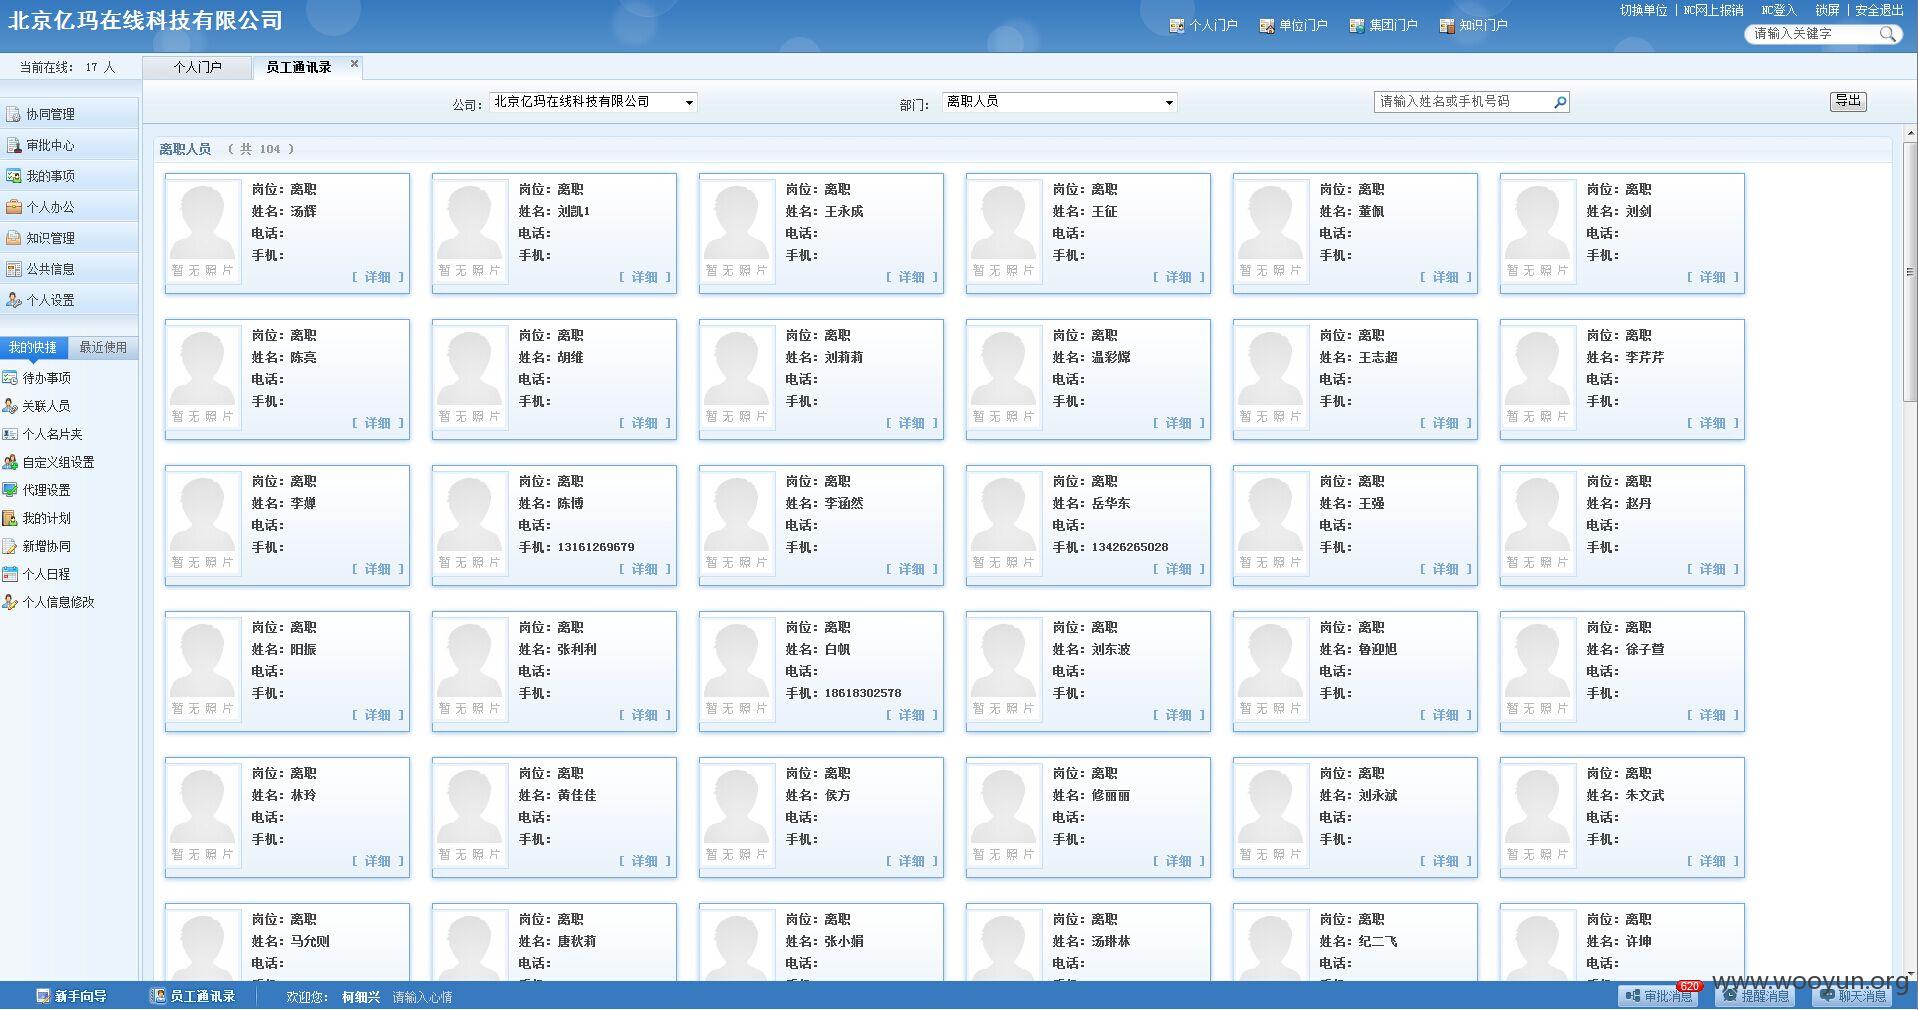 北京亿玛在线科技有限公司
个人门户 单位门户 集团门户 知识门户
切换单位 | NC网上报销 NC登入 锁屏 | 安全退出
请输入关键字
当前在线: 17 人
个人门户 员工通讯录
公司: 北京亿玛在线科技有限公司 部门: 离职人员 请输入姓名或手机号码 导出
协同管理
审批中心
我的事项
个人办公
知识管理
公共信息
个人设置
我的快捷 最近使用
待办事项
关联人员
个人名片夹
自定义组设置
代理设置
我的计划
新增协同
个人日程
个人信息修改
离职人员 ( 共 104 )
岗位: 离职 岗位: 离职 岗位: 离职 岗位: 离职 岗位: 离职 岗位: 离职
姓名: 汤辉 姓名: 刘凯1 姓名: 王永成 姓名: 王征 姓名: 董佩 姓名: 刘剑
电话: 电话: 电话: 电话: 电话: 电话:
手机: 手机: 手机: 手机: 手机: 手机:
暂无照片 暂无照片 暂无照片 暂无照片 暂无照片 暂无照片
[ 详细 ] [ 详细 ] [ 详细 ] [ 详细 ] [ 详细 ] [ 详细 ]
岗位: 离职 岗位: 离职 岗位: 离职 岗位: 离职 岗位: 离职 岗位: 离职
姓名: 陈亮 姓名: 胡维 姓名: 刘莉莉 姓名: 温彩嫦 姓名: 王志超 姓名: 李芹芹
电话: 电话: 电话: 电话: 电话: 电话:
手机: 手机: 手机: 手机: 手机: 手机:
暂无照片 暂无照片 暂无照片 暂无照片 暂无照片 暂无照片
[ 详细 ] [ 详细 ] [ 详细 ] [ 详细 ] [ 详细 ] [ 详细 ]
岗位: 离职 岗位: 离职 岗位: 离职 岗位: 离职 岗位: 离职 岗位: 离职
姓名: 李婵 姓名: 陈博 姓名: 李涵然 姓名: 岳华东 姓名: 王强 姓名: 赵丹
电话: 电话: 电话: 电话: 电话: 电话:
手机: 手机: 13161269679 手机: 手机: 13426265028 手机: 手机:
暂无照片 暂无照片 暂无照片 暂无照片 暂无照片 暂无照片
[ 详细 ] [ 详细 ] [ 详细 ] [ 详细 ] [ 详细 ] [ 详细 ]
岗位: 离职 岗位: 离职 岗位: 离职 岗位: 离职 岗位: 离职 岗位: 离职
姓名: 阳振 姓名: 张利利 姓名: 白帆 姓名: 刘东波 姓名: 鲁迎旭 姓名: 徐子萱
电话: 电话: 电话: 电话: 电话: 电话:
手机: 手机: 手机: 18618302578 手机: 手机: 手机:
暂无照片 暂无照片 暂无照片 暂无照片 暂无照片 暂无照片
[ 详细 ] [ 详细 ] [ 详细 ] [ 详细 ] [ 详细 ] [ 详细 ]
岗位: 离职 岗位: 离职 岗位: 离职 岗位: 离职 岗位: 离职 岗位: 离职
姓名: 林玲 姓名: 黄佳佳 姓名: 侯方 姓名: 修丽丽 姓名: 刘永斌 姓名: 朱文武
电话: 电话: 电话: 电话: 电话: 电话:
手机: 手机: 手机: 手机: 手机: 手机:
暂无照片 暂无照片 暂无照片 暂无照片 暂无照片 暂无照片
[ 详细 ] [ 详细 ] [ 详细 ] [ 详细 ] [ 详细 ] [ 详细 ]
岗位: 离职 岗位: 离职 岗位: 离职 岗位: 离职 岗位: 离职 岗位: 离职
姓名: 马允则 姓名: 唐秋莉 姓名: 张小娟 姓名: 汤琳林 姓名: 纪二飞 姓名: 许坤
电话: 电话: 电话: 电话: 电话: 电话:
新手向导 员工通讯录 欢迎您: 柯细兴 请输入心情
620
审批消息 提醒消息 聊天消息
www.wooyun.org